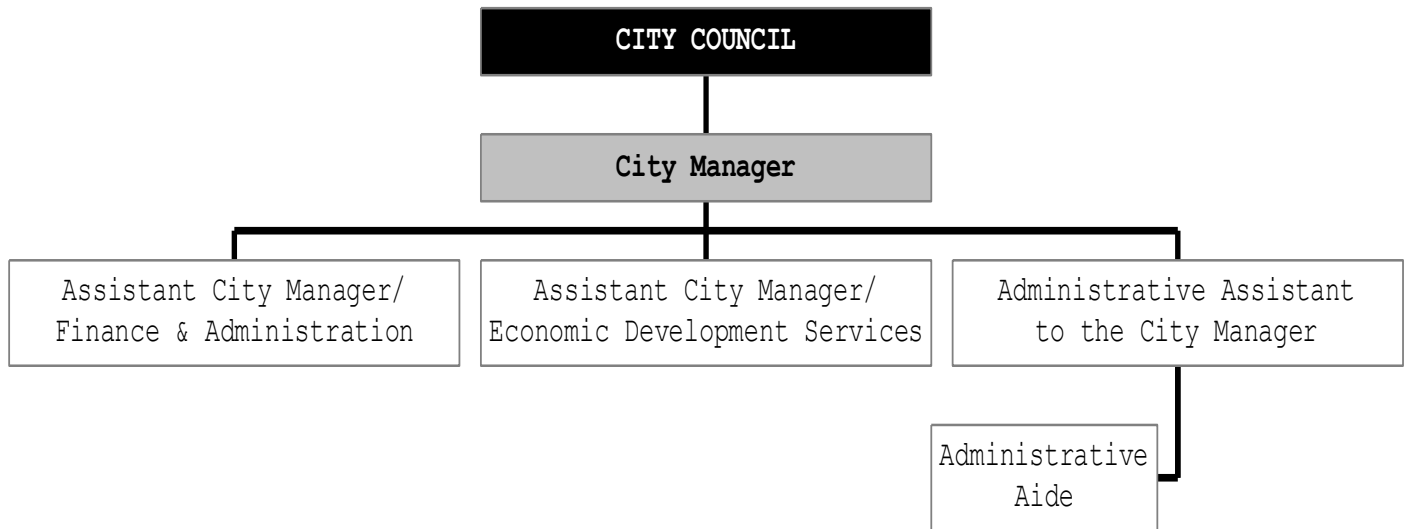 CITY COUNCIL
City Manager
Assistant City Manager/
Finance & Administration
Assistant City Manager/
Economic Development Services
Administrative Assistant
to the City Manager
Administrative
Aide